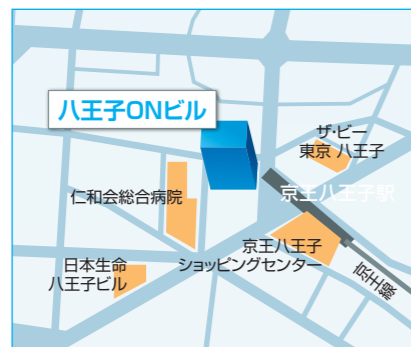 八王子ONビル
ザ・ビー
東京 八王子
京王八王子駅
仁和会総合病院
京王八王子
ショッピングセンター
日本生命
八王子ビル
京王線